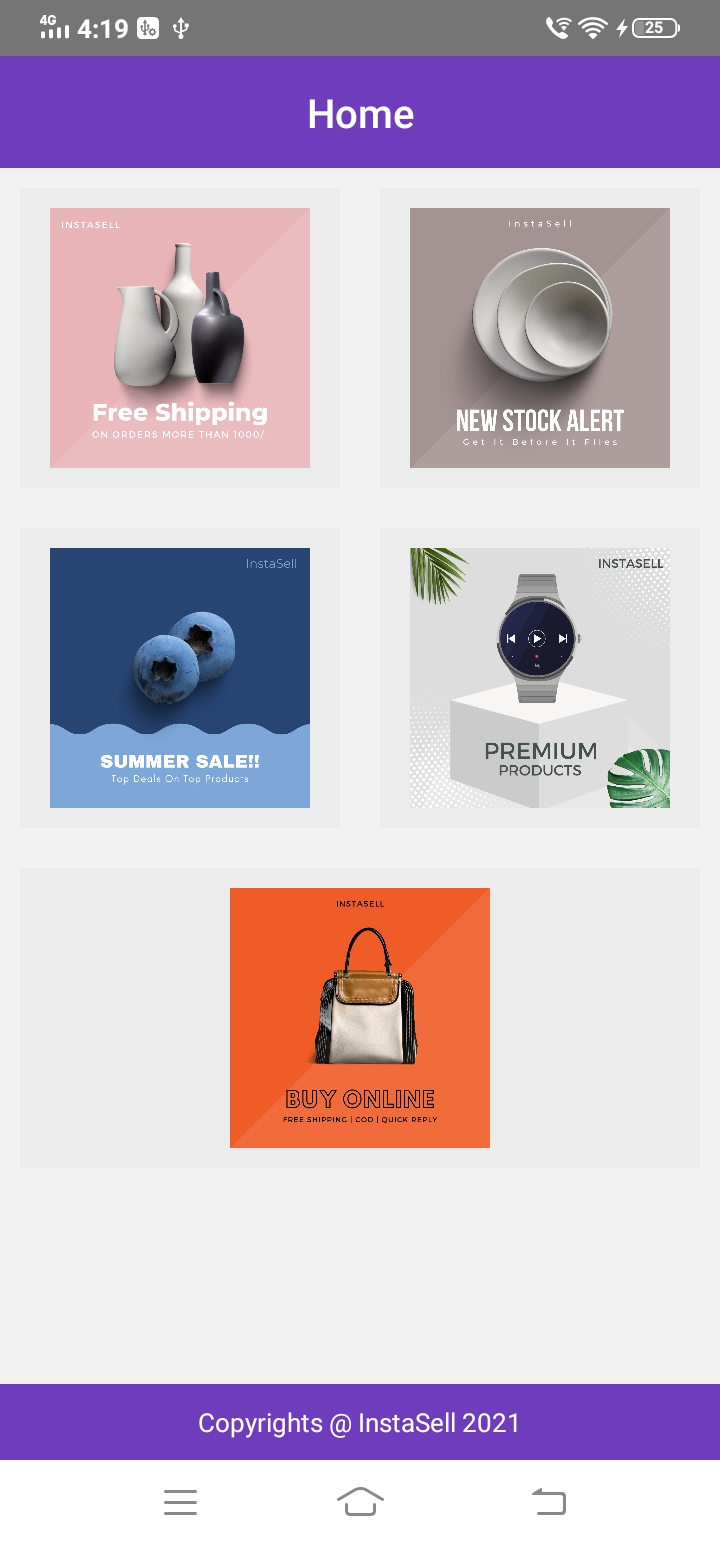 4G 4:19 25
Home
INSTASELL
Free Shipping
ON ORDERS MORE THAN 1000/-
InstaSell
NEW STOCK ALERT
Get It Before It Flies
InstaSell
SUMMER SALE!!
Top Deals On Top Products
INSTASELL
PREMIUM
PRODUCTS
INSTASELL
BUY ONLINE
FREE SHIPPING | COD | QUICK REPLY
Copyrights @ InstaSell 2021